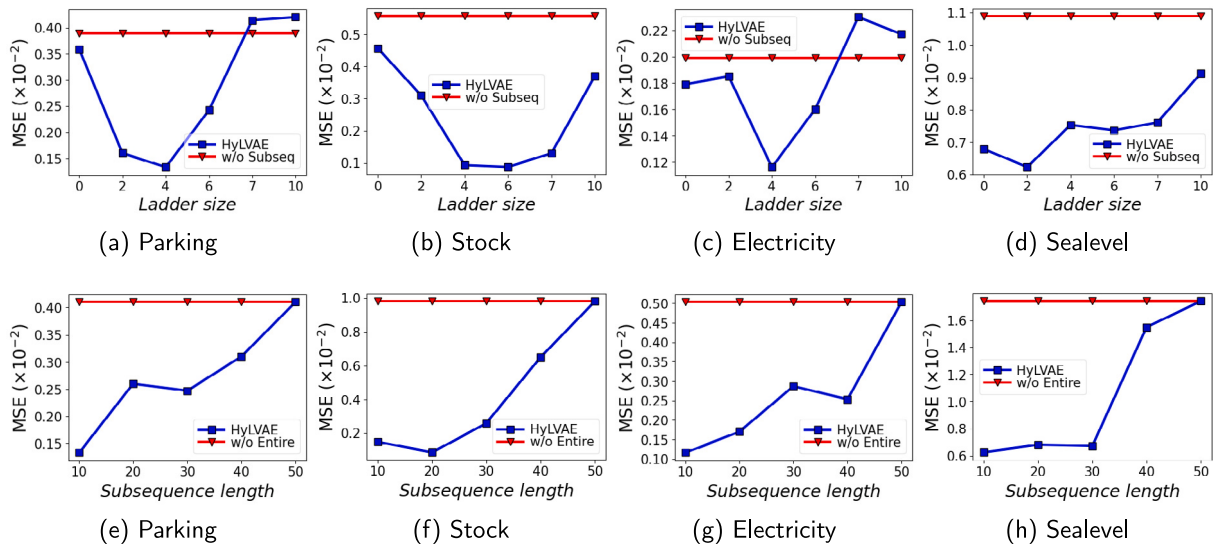 MSE (×10⁻²)
0.40
0.35
0.30
0.25
0.20
0.15
HyLVAE
w/o Subseq
0 2 4 6 7 10
Ladder size
(a) Parking
MSE (×10⁻²)
0.5
0.4
0.3
0.2
0.1
HyLVAE
w/o Subseq
0 2 4 6 7 10
Ladder size
(b) Stock
MSE (×10⁻²)
0.22
0.20
0.18
0.16
0.14
0.12
HyLVAE
w/o Subseq
0 2 4 6 7 10
Ladder size
(c) Electricity
MSE (×10⁻²)
1.1
1.0
0.9
0.8
0.7
0.6
HyLVAE
w/o Subseq
0 2 4 6 7 10
Ladder size
(d) Sealevel
MSE (×10⁻²)
0.40
0.35
0.30
0.25
0.20
0.15
HyLVAE
w/o Entire
10 20 30 40 50
Subsequence length
(e) Parking
MSE (×10⁻²)
1.0
0.8
0.6
0.4
0.2
HyLVAE
w/o Entire
10 20 30 40 50
Subsequence length
(f) Stock
MSE (×10⁻²)
0.50
0.45
0.40
0.35
0.30
0.25
0.20
0.15
0.10
HyLVAE
w/o Entire
10 20 30 40 50
Subsequence length
(g) Electricity
MSE (×10⁻²)
1.6
1.4
1.2
1.0
0.8
0.6
HyLVAE
w/o Entire
10 20 30 40 50
Subsequence length
(h) Sealevel